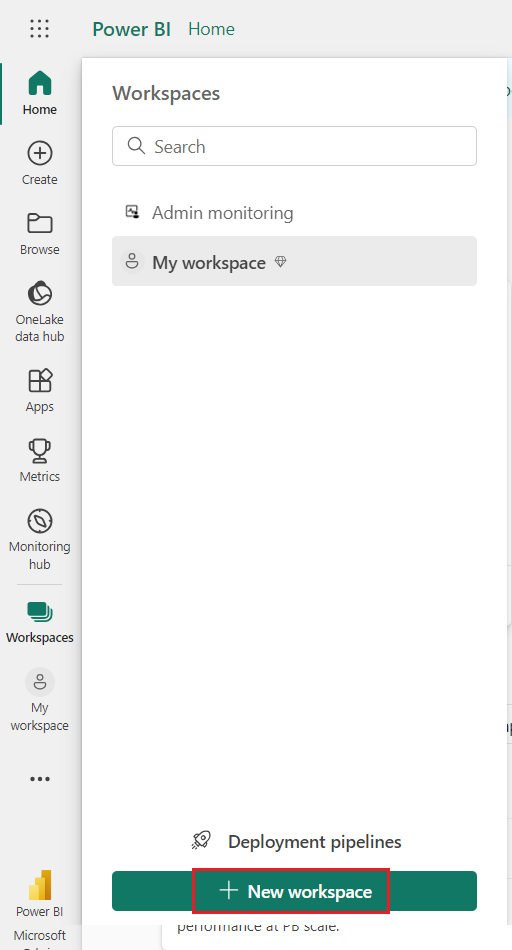 Power BI Home
Home
Create
Browse
OneLake
data hub
Apps
Metrics
Monitoring
hub
Workspaces
My
workspace
Power BI
Microsoft
Workspaces
Search
Admin monitoring
My workspace
Deployment pipelines
New workspace
performance at PB scale.